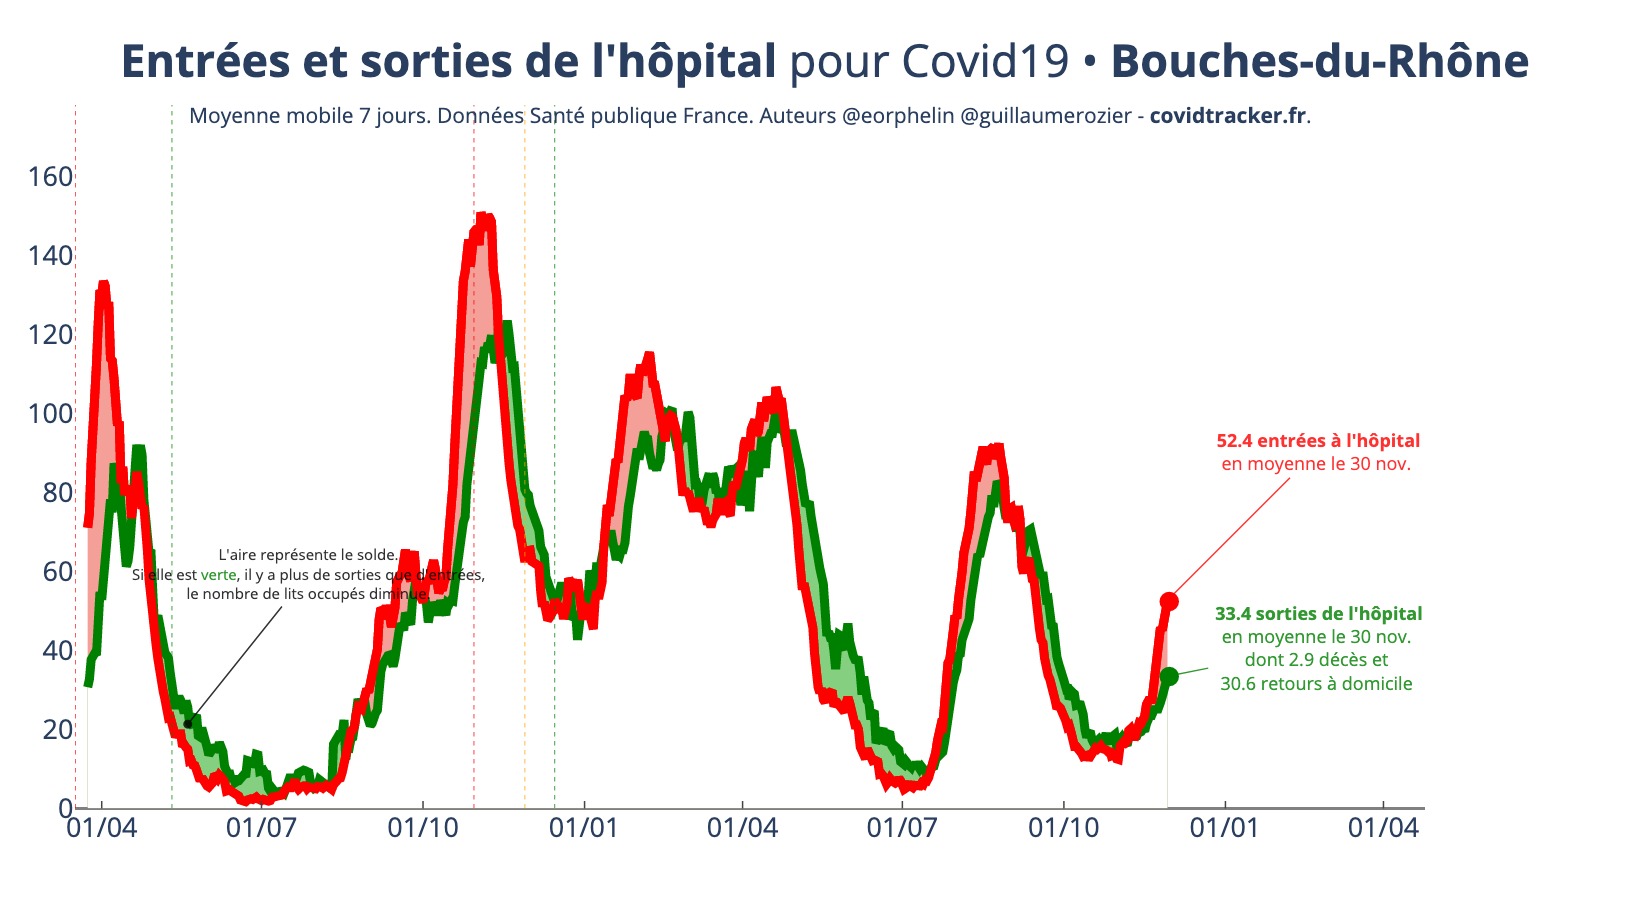 Entrées et sorties de l'hôpital pour Covid19 • Bouches-du-Rhône
Moyenne mobile 7 jours. Données Santé publique France. Auteurs @eorphelin @guillaumerozier - covidtracker.fr.
160
140
120
100
80
60
40
20
0
L'aire représente le solde.
Si elle est verte, il y a plus de sorties que d'entrées,
le nombre de lits occupés diminue.
52.4 entrées à l'hôpital
en moyenne le 30 nov.
33.4 sorties de l'hôpital
en moyenne le 30 nov.
dont 2.9 décès et
30.6 retours à domicile
01/04
01/07
01/10
01/01
01/04
01/07
01/10
01/01
01/04